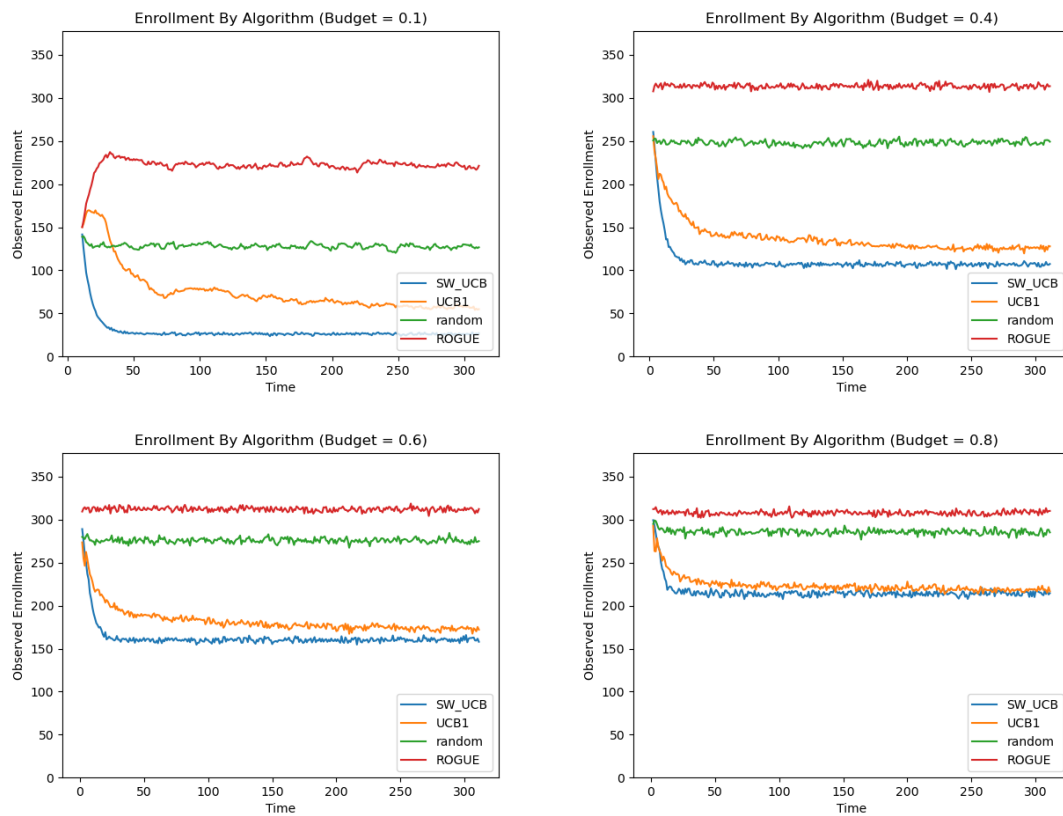 Enrollment By Algorithm (Budget = 0.1)
Observed Enrollment
350
300
250
200
150
100
50
0
0 50 100 150 200 250 300
Time
SW_UCB
UCB1
random
ROGUE
Enrollment By Algorithm (Budget = 0.4)
Observed Enrollment
350
300
250
200
150
100
50
0
0 50 100 150 200 250 300
Time
SW_UCB
UCB1
random
ROGUE
Enrollment By Algorithm (Budget = 0.6)
Observed Enrollment
350
300
250
200
150
100
50
0
0 50 100 150 200 250 300
Time
SW_UCB
UCB1
random
ROGUE
Enrollment By Algorithm (Budget = 0.8)
Observed Enrollment
350
300
250
200
150
100
50
0
0 50 100 150 200 250 300
Time
SW_UCB
UCB1
random
ROGUE